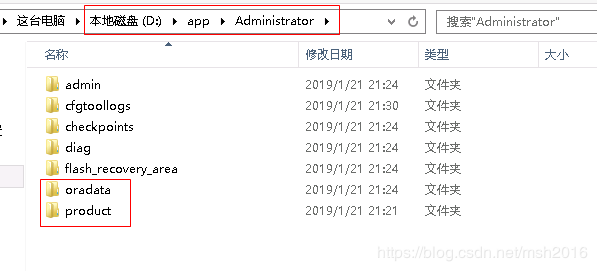 这台电脑 › 本地磁盘 (D:) › app › Administrator › 搜索"Administrator"
名称 修改日期 类型 大小
admin 2019/1/21 21:24 文件夹
cfgtoollogs 2019/1/21 21:30 文件夹
checkpoints 2019/1/21 21:24 文件夹
diag 2019/1/21 21:24 文件夹
flash_recovery_area 2019/1/21 21:24 文件夹
oradata 2019/1/21 21:24 文件夹
product 2019/1/21 21:21 文件夹
https://blog.csdn.net/msh2016